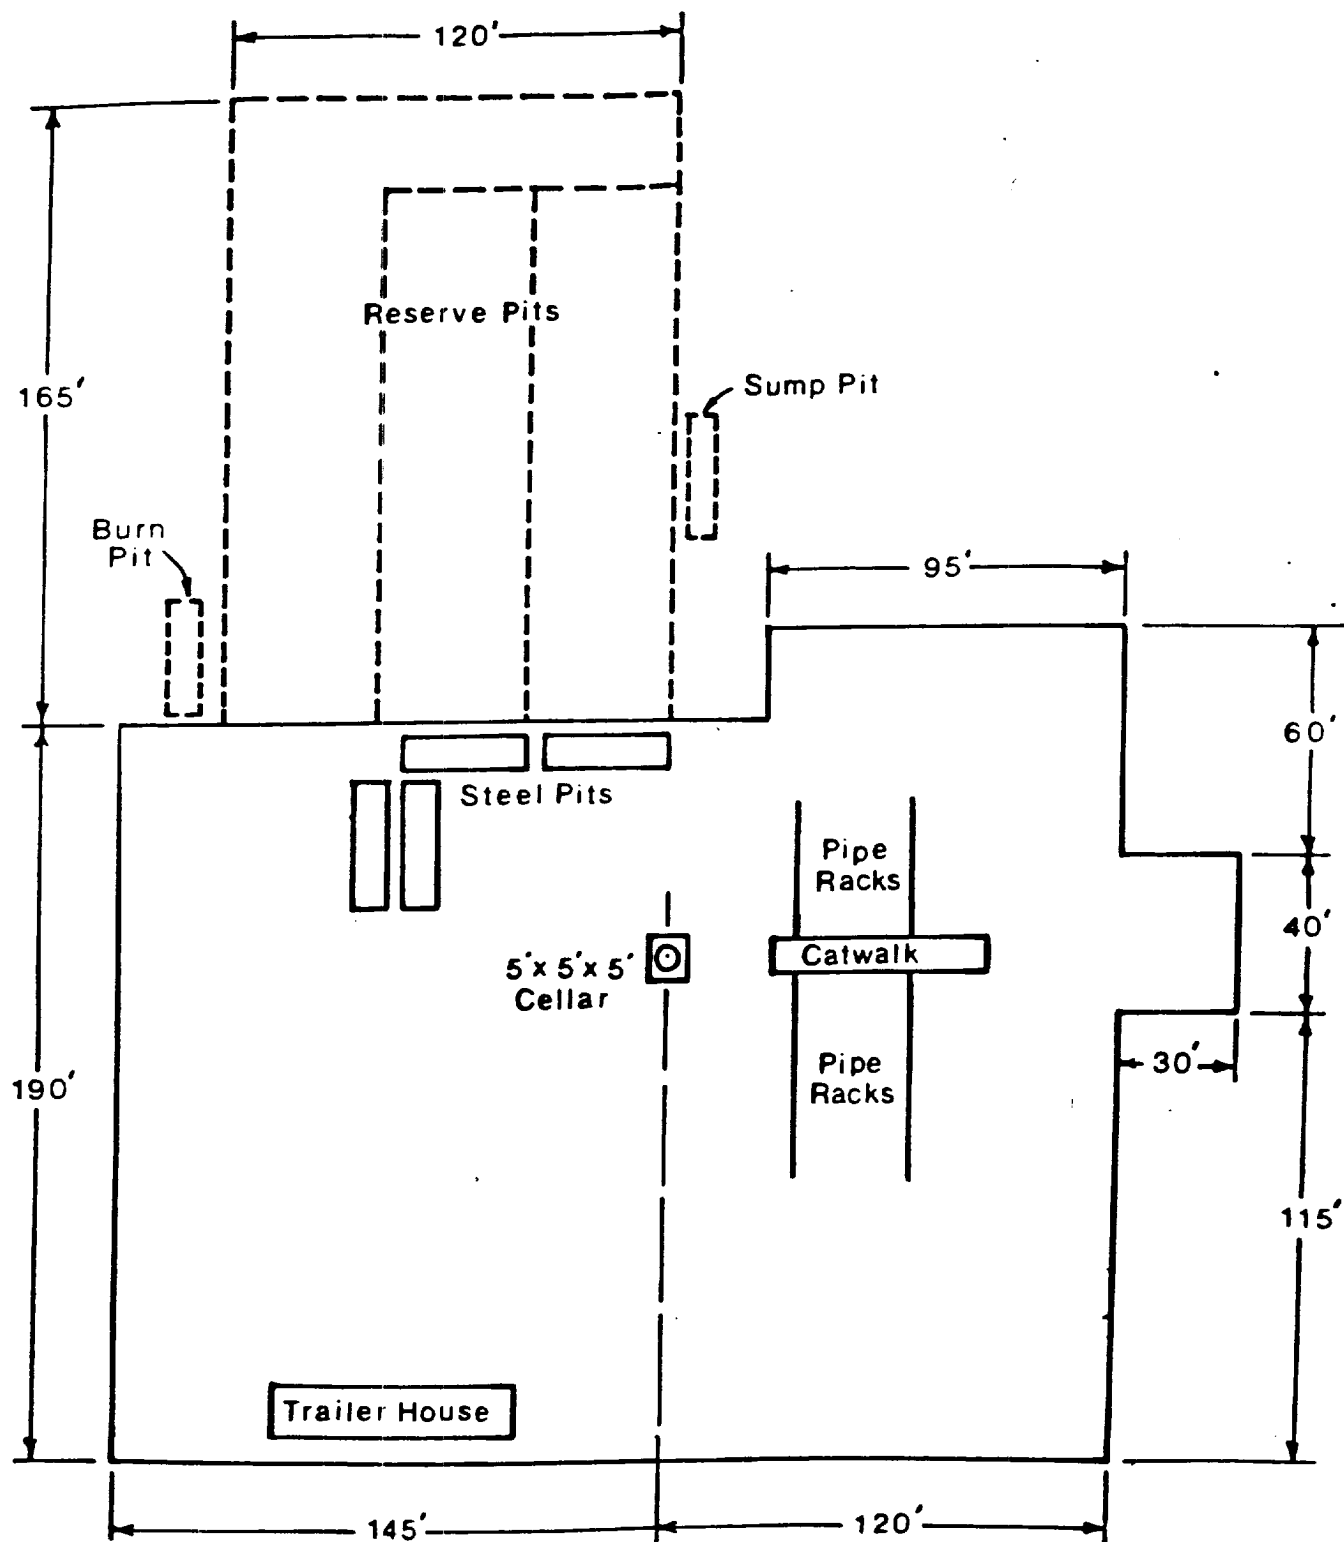 120'
Reserve Pits
165'
Sump Pit
Burn
Pit
95'
60'
Steel Pits
Pipe
Racks
40'
Catwalk
5'x 5'x 5'
Cellar
30'
Pipe
Racks
190'
115'
Trailer House
145'
120'